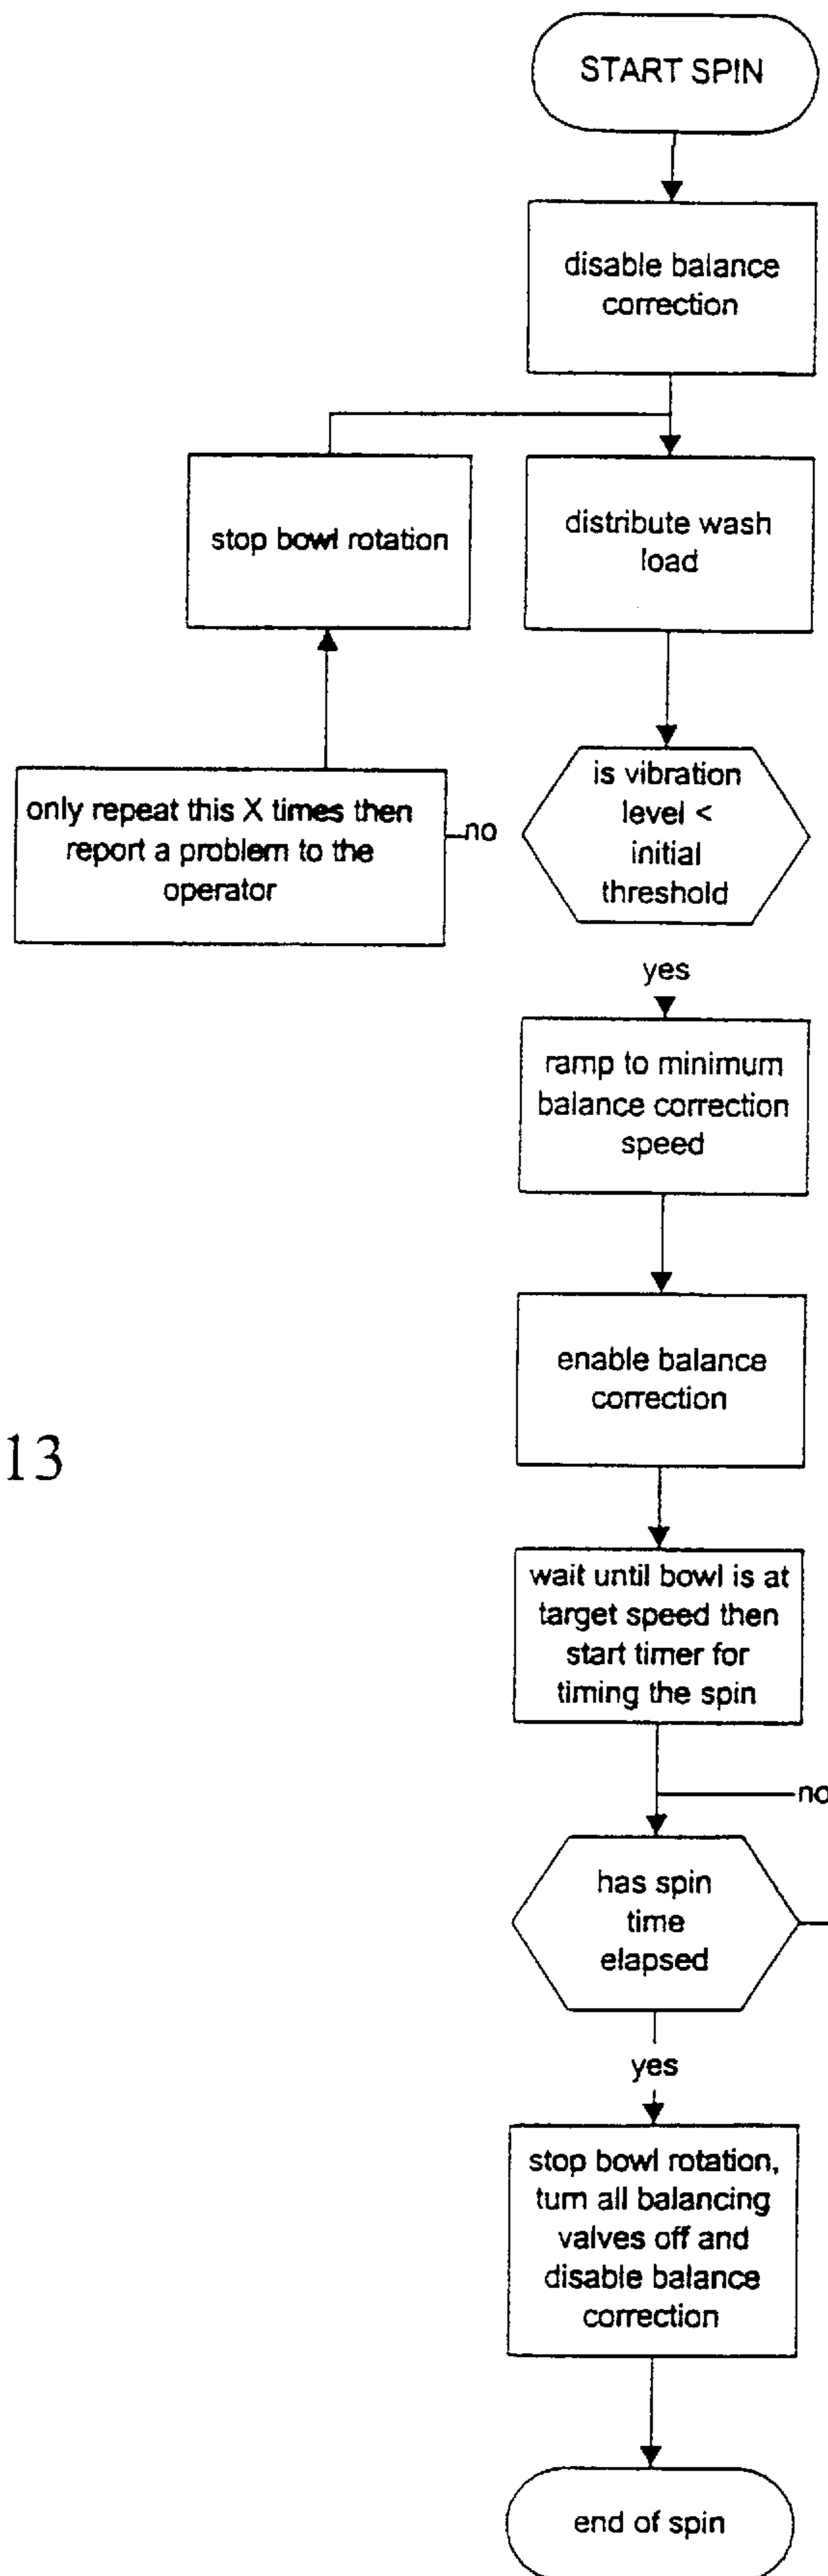 START SPIN
disable balance
correction
stop bowl rotation
distribute wash
load
is vibration
level <
initial
threshold
only repeat this X times then
report a problem to the
operator
no
yes
ramp to minimum
balance correction
speed
enable balance
correction
13
wait until bowl is at
target speed then
start timer for
timing the spin
no
has spin
time
elapsed
yes
stop bowl rotation,
turn all balancing
valves off and
disable balance
correction
end of spin